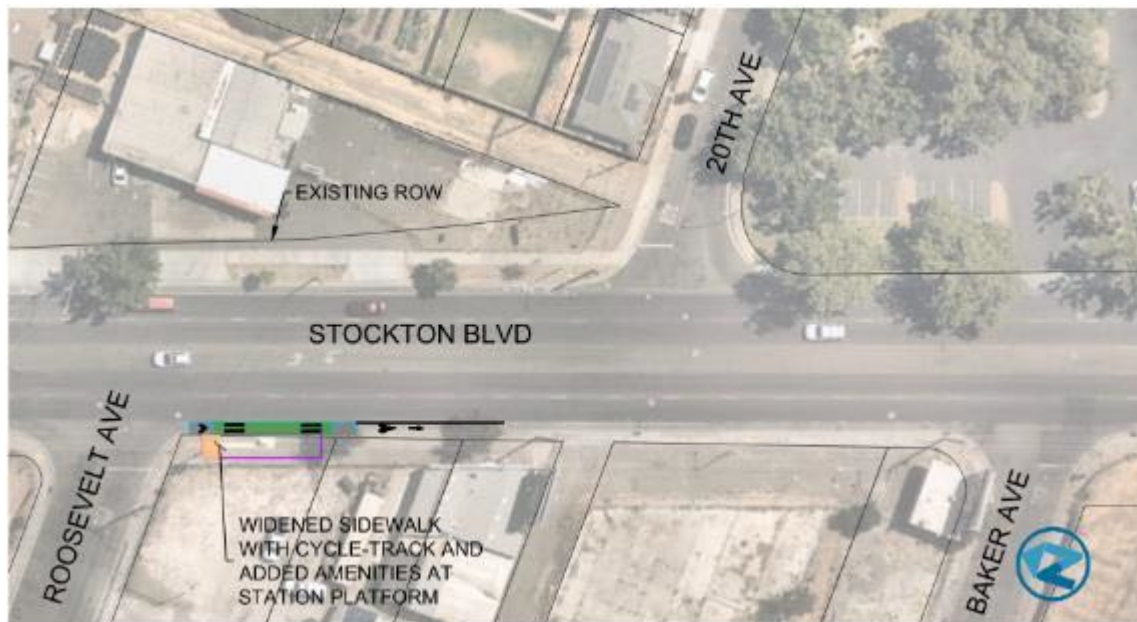 20TH AVE
EXISTING ROW
STOCKTON BLVD
ROOSEVELT AVE
WIDENED SIDEWALK
WITH CYCLE-TRACK AND
ADDED AMENITIES AT
STATION PLATFORM
BAKER AVE